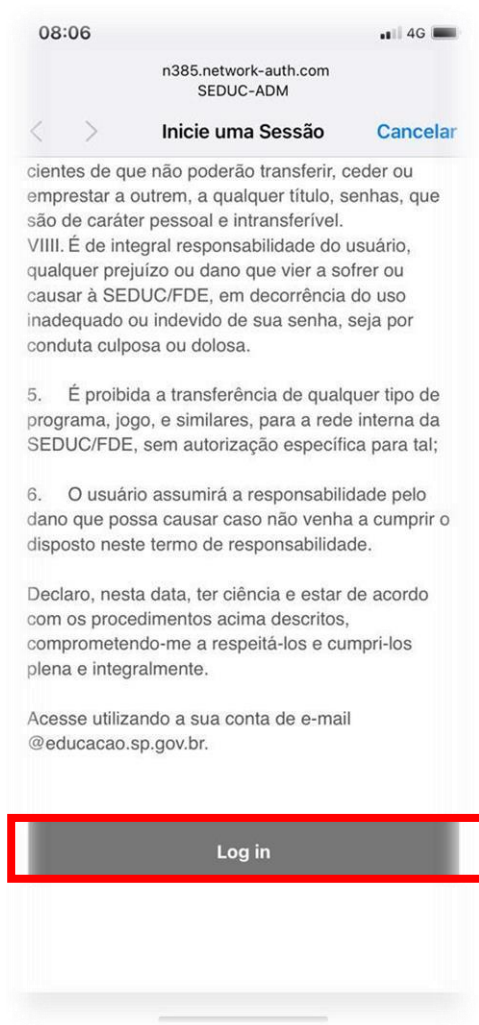 08:06 4G
n385.network-auth.com
SEDUC-ADM
< > Inicie uma Sessão Cancelar
cientes de que não poderão transferir, ceder ou
emprestar a outrem, a qualquer título, senhas, que
são de caráter pessoal e intransferível.
VIIII. É de integral responsabilidade do usuário,
qualquer prejuízo ou dano que vier a sofrer ou
causar à SEDUC/FDE, em decorrência do uso
inadequado ou indevido de sua senha, seja por
conduta culposa ou dolosa.
5. É proibida a transferência de qualquer tipo de
programa, jogo, e similares, para a rede interna da
SEDUC/FDE, sem autorização específica para tal;
6. O usuário assumirá a responsabilidade pelo
dano que possa causar caso não venha a cumprir o
disposto neste termo de responsabilidade.
Declaro, nesta data, ter ciência e estar de acordo
com os procedimentos acima descritos,
comprometendo-me a respeitá-los e cumpri-los
plena e integralmente.
Acesse utilizando a sua conta de e-mail
@educacao.sp.gov.br.
Log in